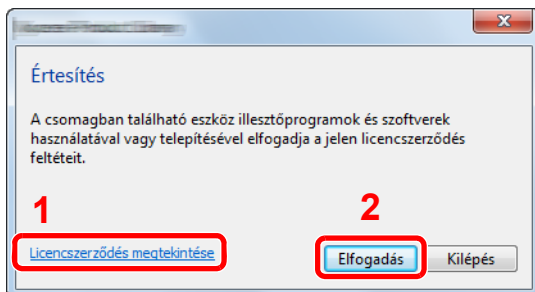 Értesítés
A csomagban található eszköz illesztőprogramok és szoftverek
használatával vagy telepítésével elfogadja a jelen licencszerződés
feltéteit.
1
2
Licencszerződés megtekintése
Elfogadás
Kilépés